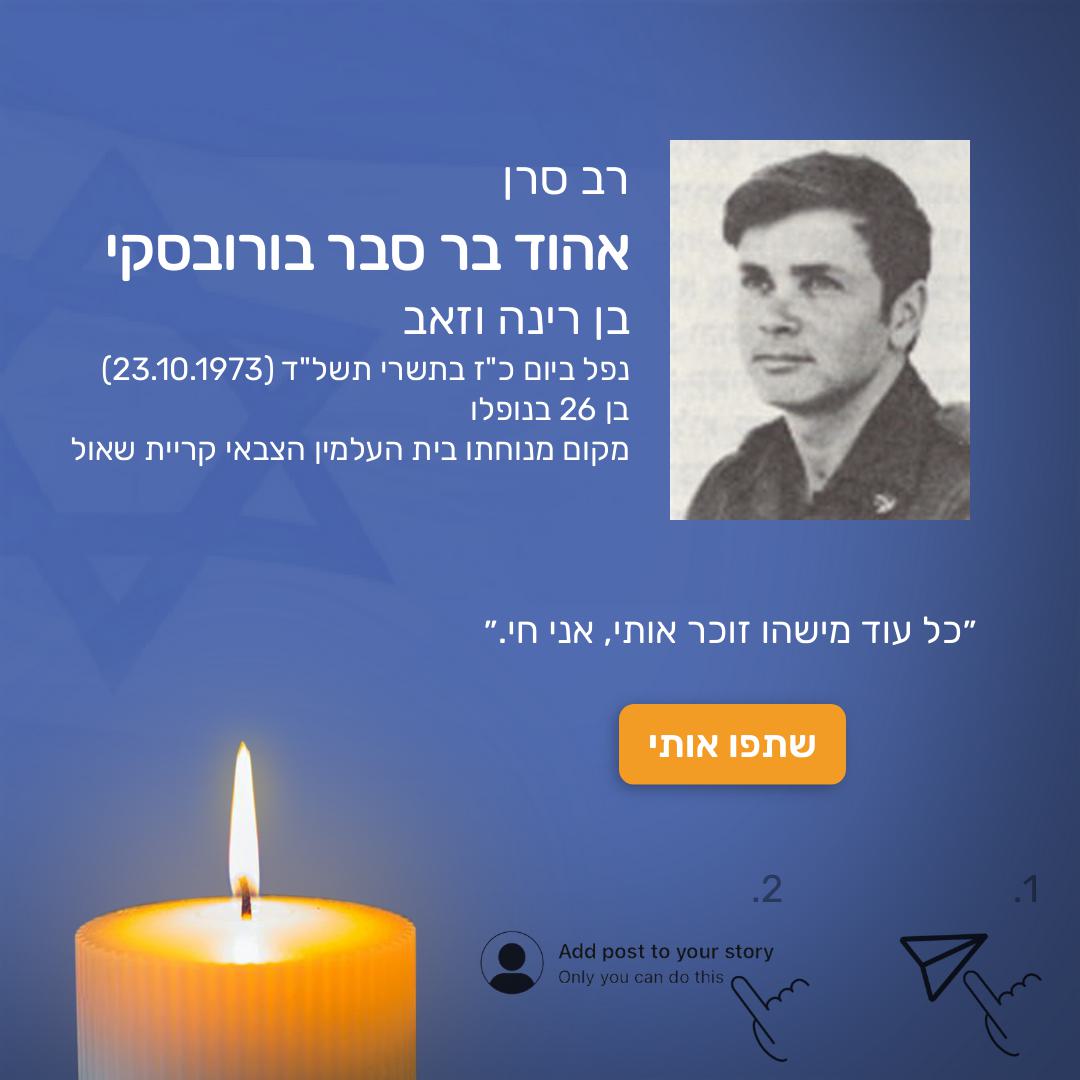 רב סרן
אהוד בר סבר בורובסקי
בן רינה וזאב
נפל ביום כ"ז בתשרי תשל"ד (23.10.1973)
בן 26 בנופלו
מקום מנוחתו בית העלמין הצבאי קריית שאול
״כל עוד מישהו זוכר אותי, אני חי.״
שתפו אותי
1.
2.
Add post to your story
Only you can do this